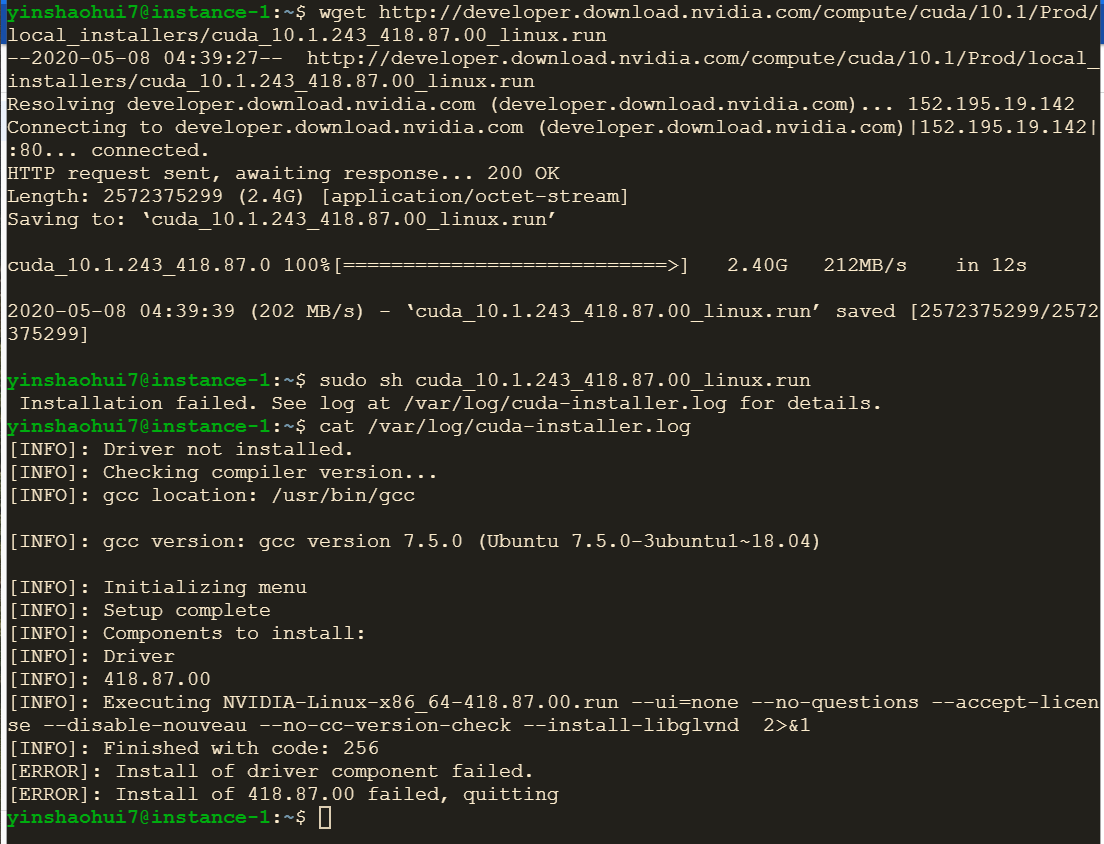 yinshaohui7@instance-1:~$ wget http://developer.download.nvidia.com/compute/cuda/10.1/Prod/
local_installers/cuda_10.1.243_418.87.00_linux.run
--2020-05-08 04:39:27--  http://developer.download.nvidia.com/compute/cuda/10.1/Prod/local_
installers/cuda_10.1.243_418.87.00_linux.run
Resolving developer.download.nvidia.com (developer.download.nvidia.com)... 152.195.19.142
Connecting to developer.download.nvidia.com (developer.download.nvidia.com)|152.195.19.142|
:80... connected.
HTTP request sent, awaiting response... 200 OK
Length: 2572375299 (2.4G) [application/octet-stream]
Saving to: ‘cuda_10.1.243_418.87.00_linux.run’
cuda_10.1.243_418.87.0 100%[===========================>]   2.40G   212MB/s    in 12s
2020-05-08 04:39:39 (202 MB/s) - ‘cuda_10.1.243_418.87.00_linux.run’ saved [2572375299/2572
375299]
yinshaohui7@instance-1:~$ sudo sh cuda_10.1.243_418.87.00_linux.run
 Installation failed. See log at /var/log/cuda-installer.log for details.
yinshaohui7@instance-1:~$ cat /var/log/cuda-installer.log
[INFO]: Driver not installed.
[INFO]: Checking compiler version...
[INFO]: gcc location: /usr/bin/gcc
[INFO]: gcc version: gcc version 7.5.0 (Ubuntu 7.5.0-3ubuntu1~18.04)
[INFO]: Initializing menu
[INFO]: Setup complete
[INFO]: Components to install:
[INFO]: Driver
[INFO]: 418.87.00
[INFO]: Executing NVIDIA-Linux-x86_64-418.87.00.run --ui=none --no-questions --accept-licen
se --disable-nouveau --no-cc-version-check --install-libglvnd  2>&1
[INFO]: Finished with code: 256
[ERROR]: Install of driver component failed.
[ERROR]: Install of 418.87.00 failed, quitting
yinshaohui7@instance-1:~$